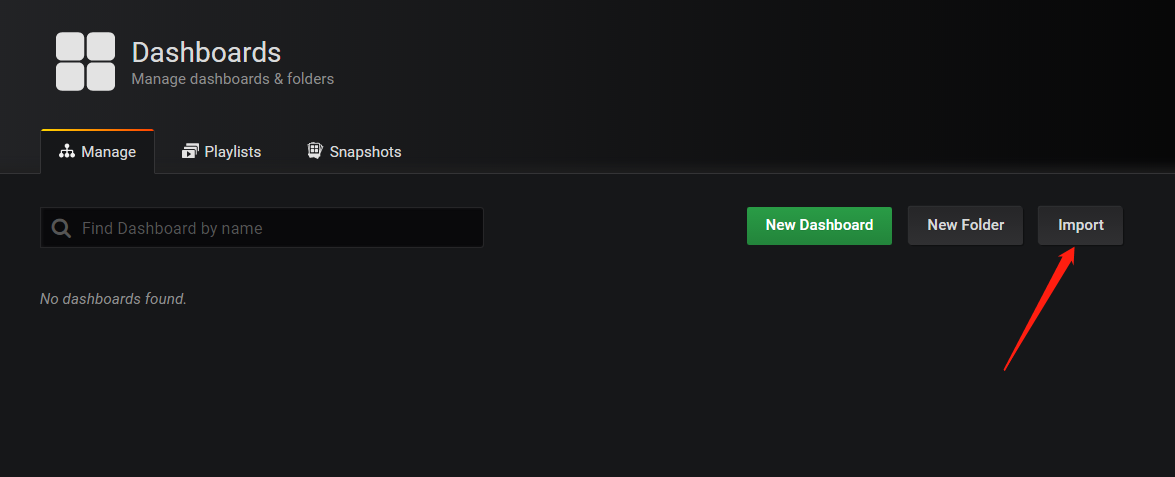 Dashboards
Manage dashboards & folders
Manage
Playlists
Snapshots
Find Dashboard by name
New Dashboard
New Folder
Import
No dashboards found.